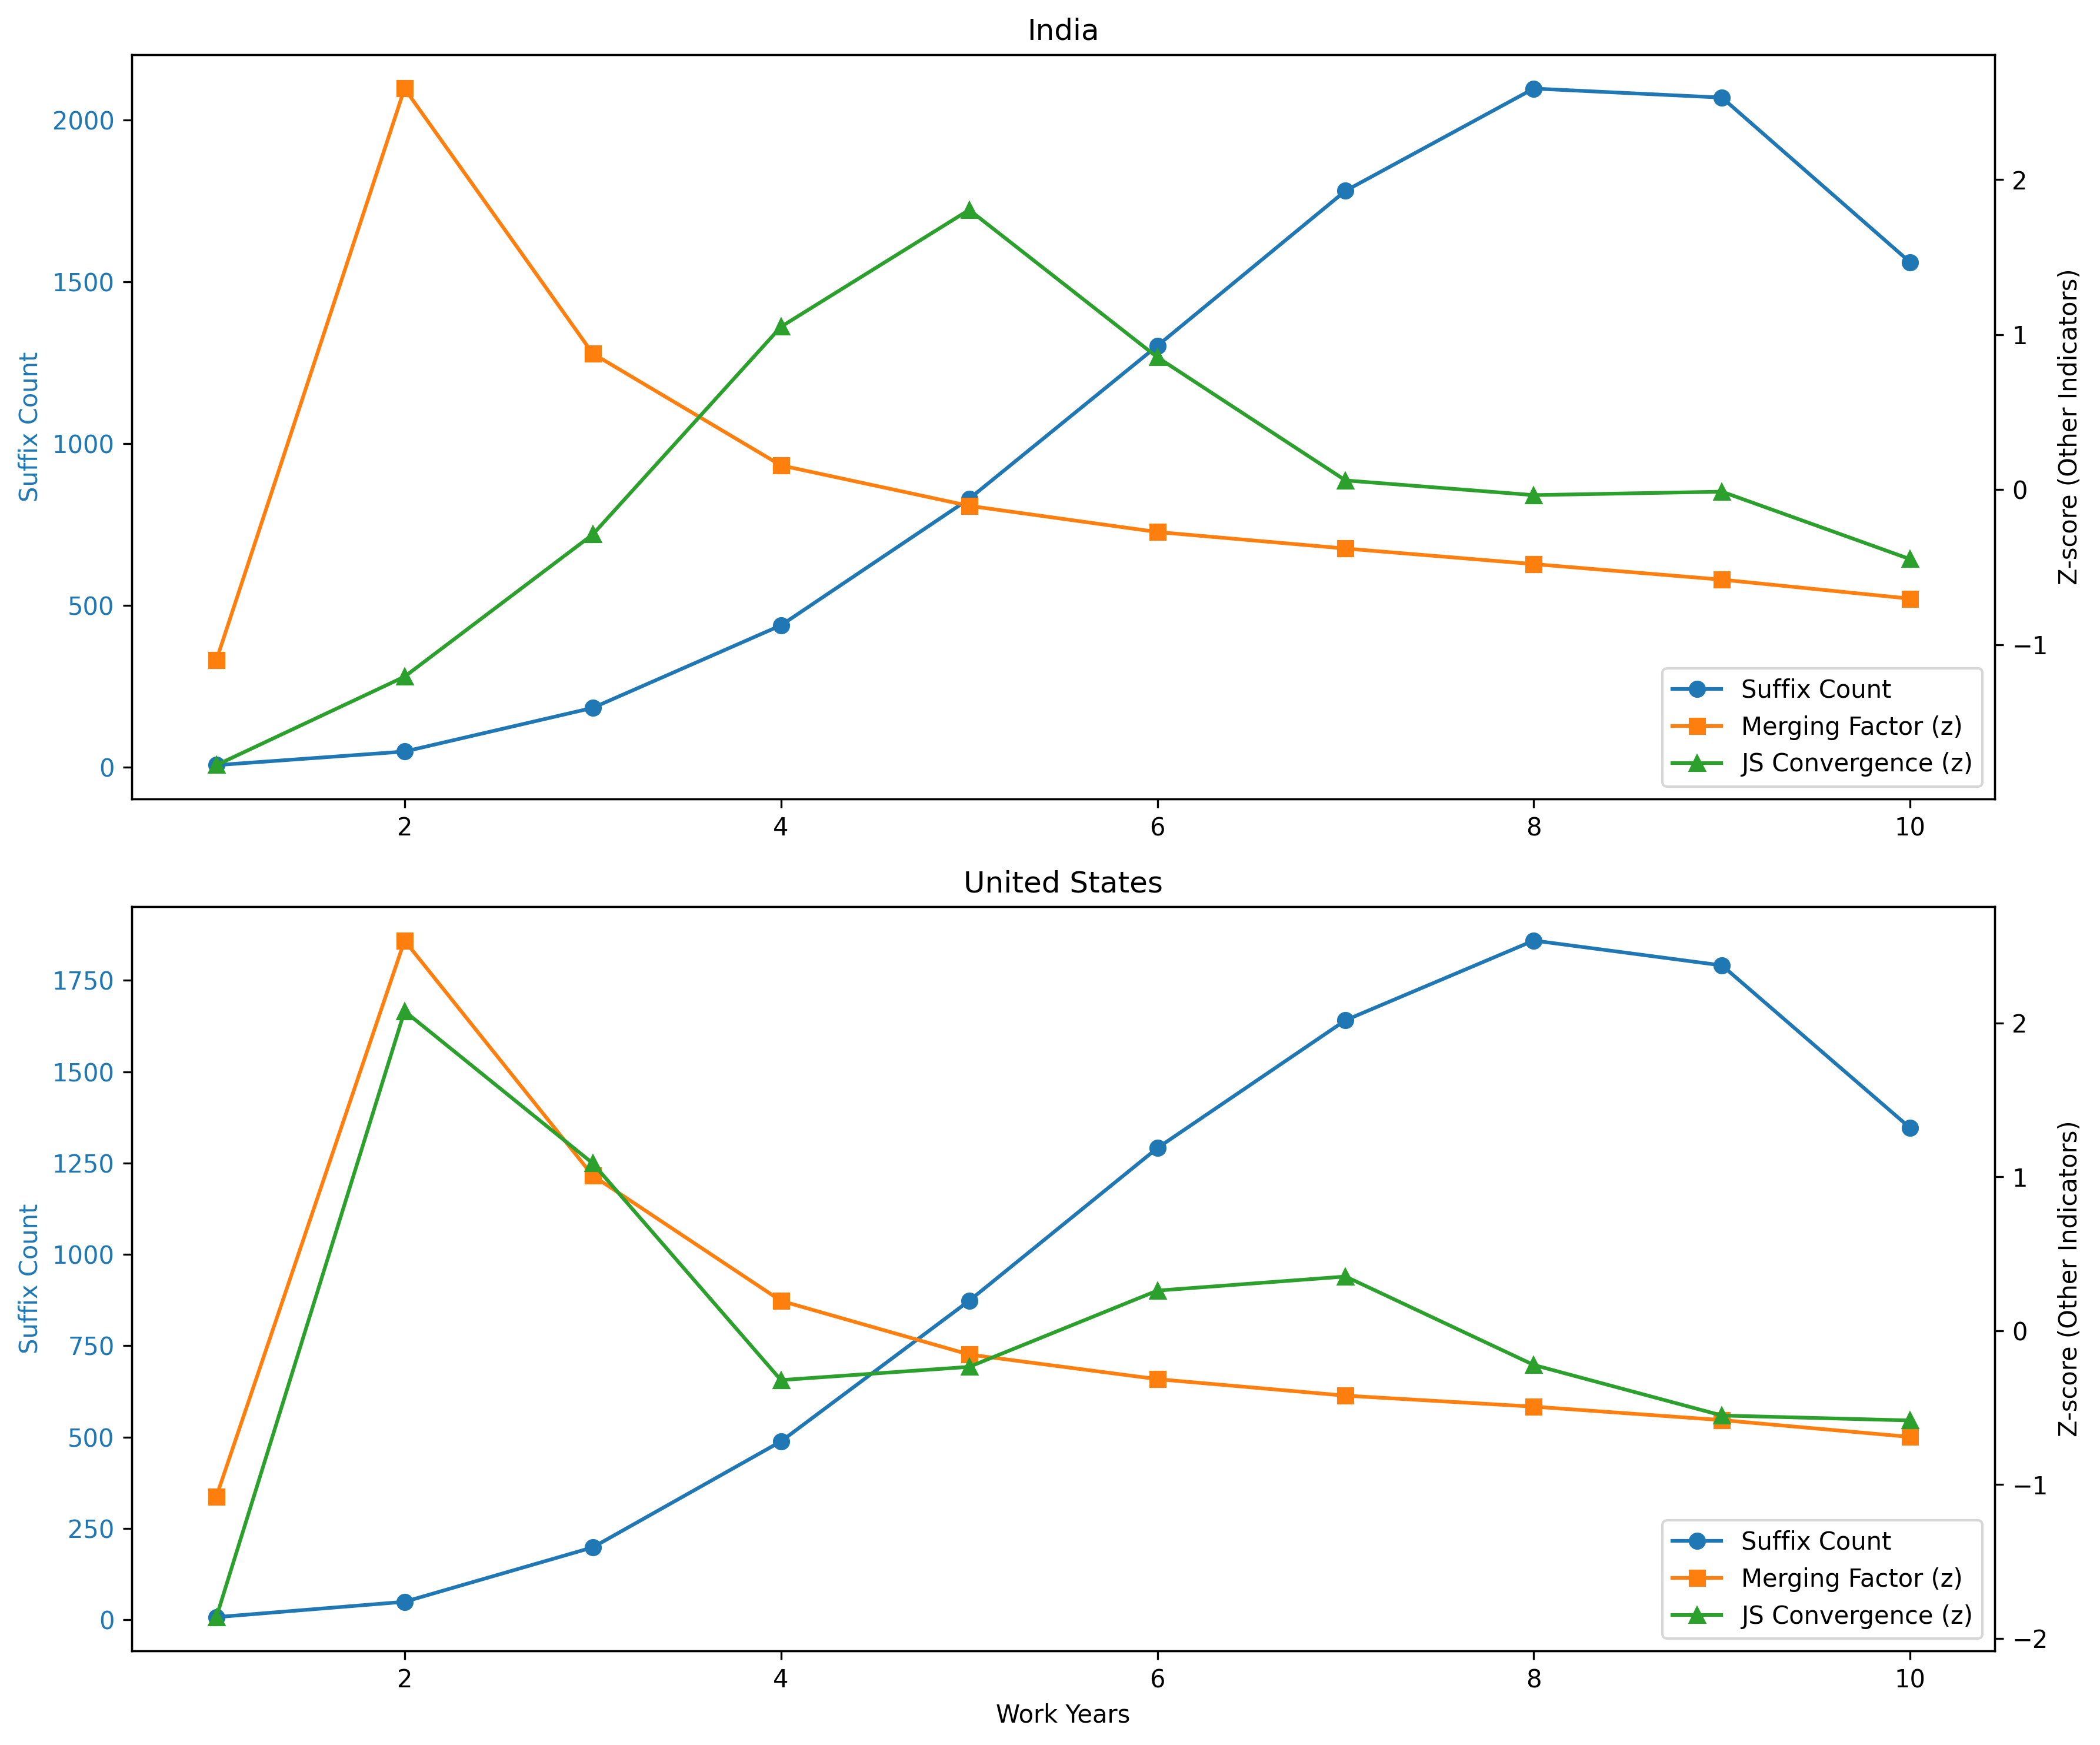 India
2000
1500
1000
500
0
Suffix Count
2
1
0
−1
Z-score (Other Indicators)
Suffix Count
Merging Factor (z)
JS Convergence (z)
2 4 6 8 10
United States
1750
1500
1250
1000
750
500
250
0
Suffix Count
2
1
0
−1
−2
Z-score (Other Indicators)
Suffix Count
Merging Factor (z)
JS Convergence (z)
2 4 6 8 10
Work Years